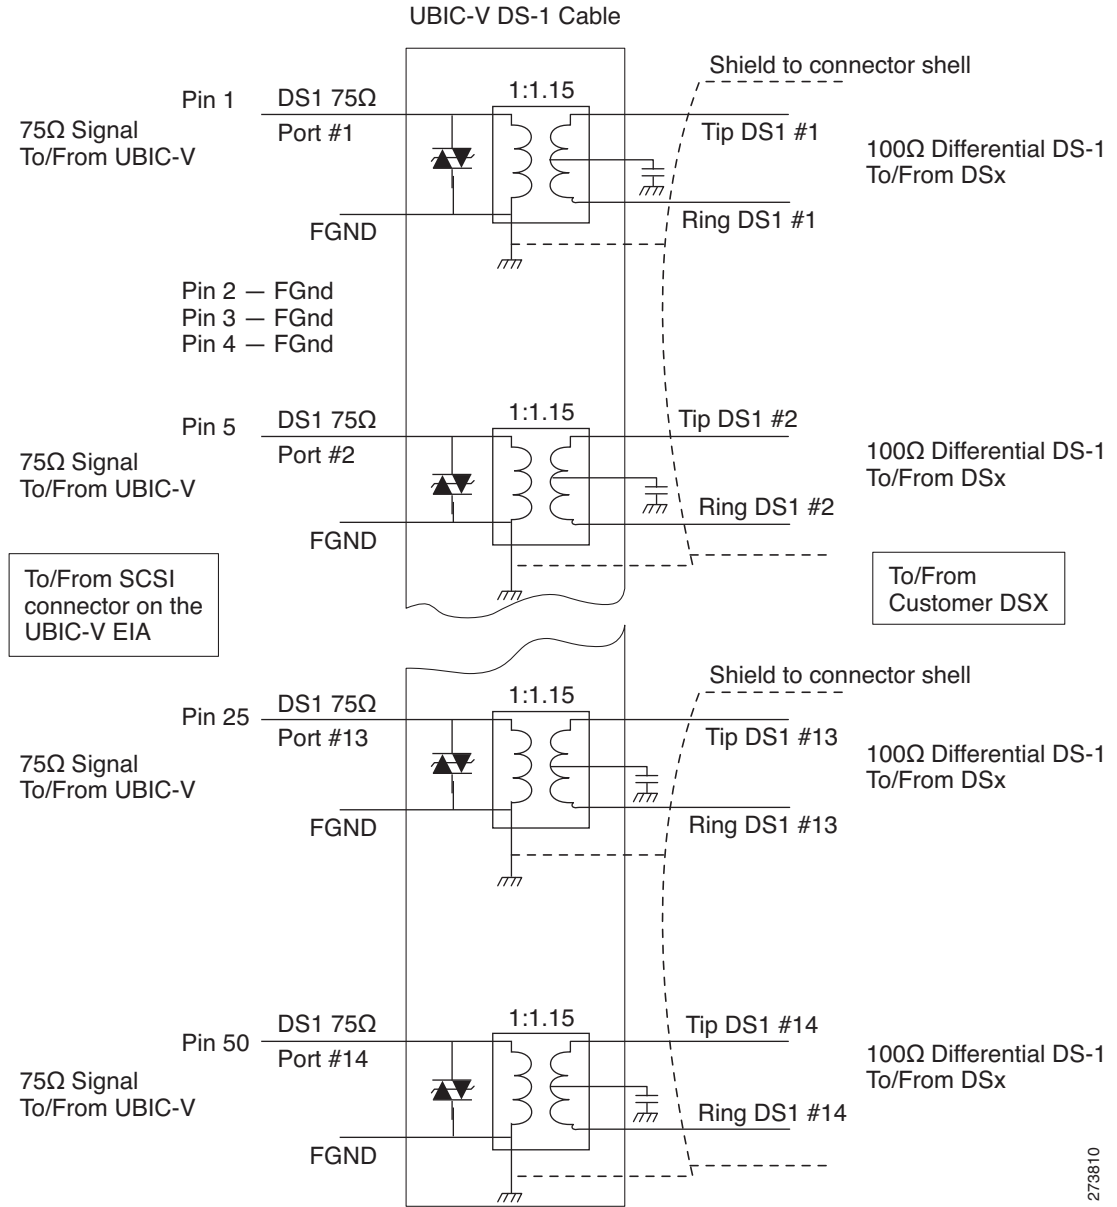 UBIC-V DS-1 Cable
Shield to connector shell
1:1.15
Pin 1
DS1 75Ω
Port #1
75Ω Signal
To/From UBIC-V
Tip DS1 #1
100Ω Differential DS-1
To/From DSx
FGND
Ring DS1 #1
Pin 2 — FGnd
Pin 3 — FGnd
Pin 4 — FGnd
1:1.15
Pin 5
DS1 75Ω
Port #2
75Ω Signal
To/From UBIC-V
Tip DS1 #2
100Ω Differential DS-1
To/From DSx
FGND
Ring DS1 #2
To/From SCSI
connector on the
UBIC-V EIA
To/From
Customer DSX
Shield to connector shell
1:1.15
Pin 25
DS1 75Ω
Port #13
75Ω Signal
To/From UBIC-V
Tip DS1 #13
100Ω Differential DS-1
To/From DSx
FGND
Ring DS1 #13
1:1.15
Pin 50
DS1 75Ω
Port #14
75Ω Signal
To/From UBIC-V
Tip DS1 #14
100Ω Differential DS-1
To/From DSx
FGND
Ring DS1 #14
273810